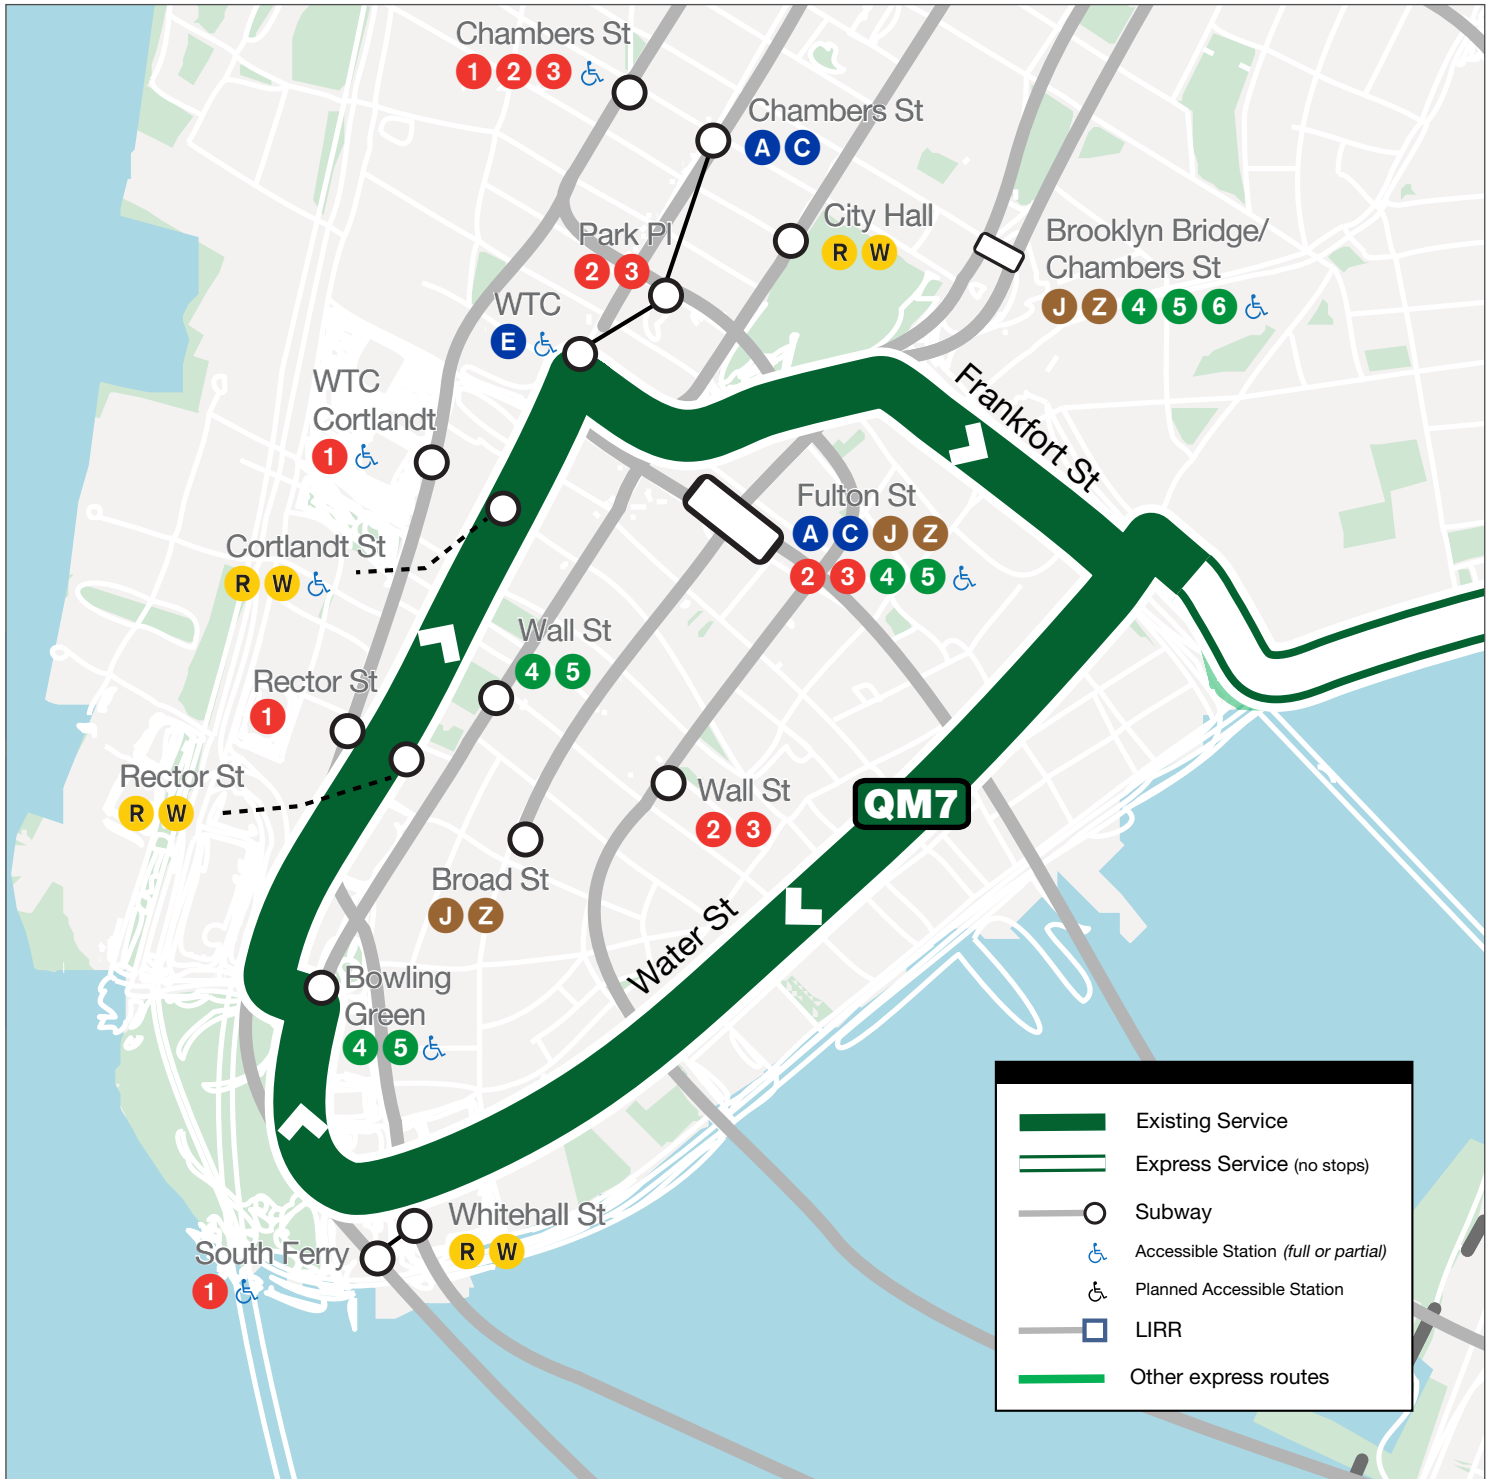 Chambers St
1 2 3
Chambers St
A C
City Hall
R W
Park Pl
2 3
Brooklyn Bridge/
Chambers St
J Z 4 5 6
WTC
E
WTC
Cortlandt
1
Frankfort St
Fulton St
A C J Z
2 3 4 5
Cortlandt St
R W
Wall St
4 5
Rector St
1
Rector St
R W
Wall St
2 3
QM7
Broad St
J Z
Water St
Bowling
Green
4 5
Whitehall St
R W
South Ferry
1
Existing Service
Express Service (no stops)
Subway
Accessible Station (full or partial)
Planned Accessible Station
LIRR
Other express routes